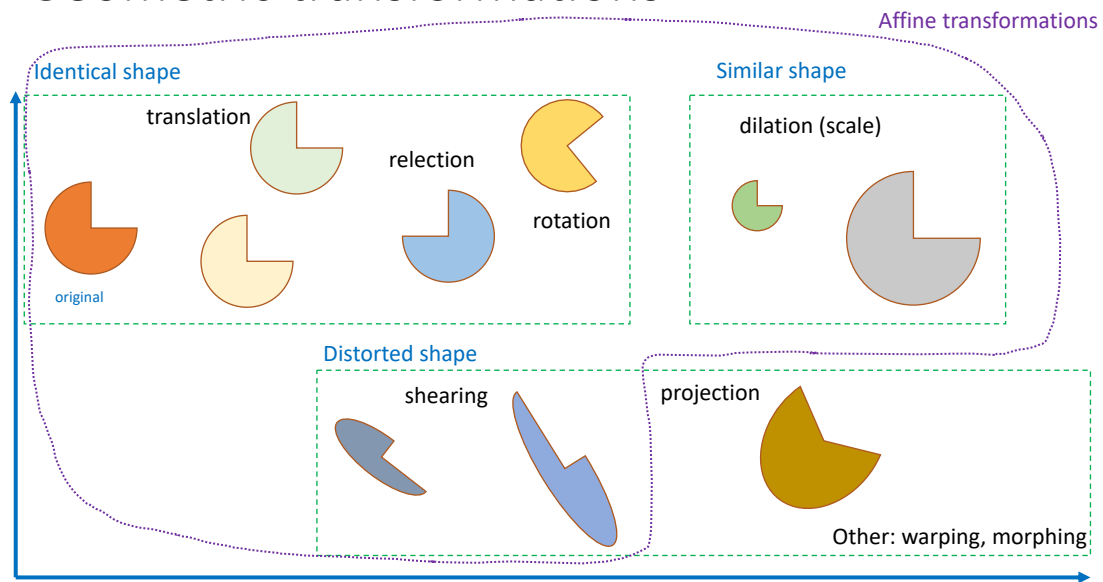 Affine transformations
Identical shape
Similar shape
translation
dilation (scale)
relection
rotation
original
Distorted shape
shearing
projection
Other: warping, morphing